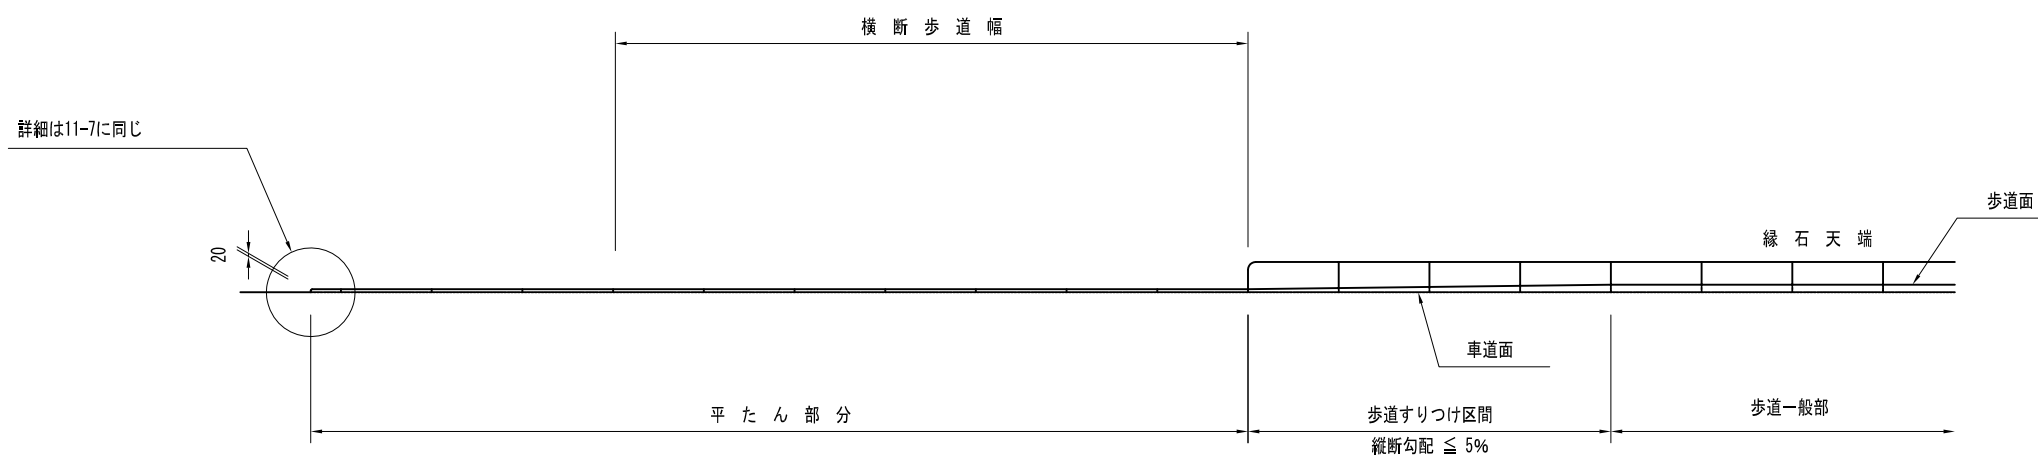 横断歩道幅
詳細は11-7に同じ
歩道面
縁石天端
20
車道面
平たん部分
歩道すりつけ区間
縦断勾配 ≦ 5%
歩道一般部